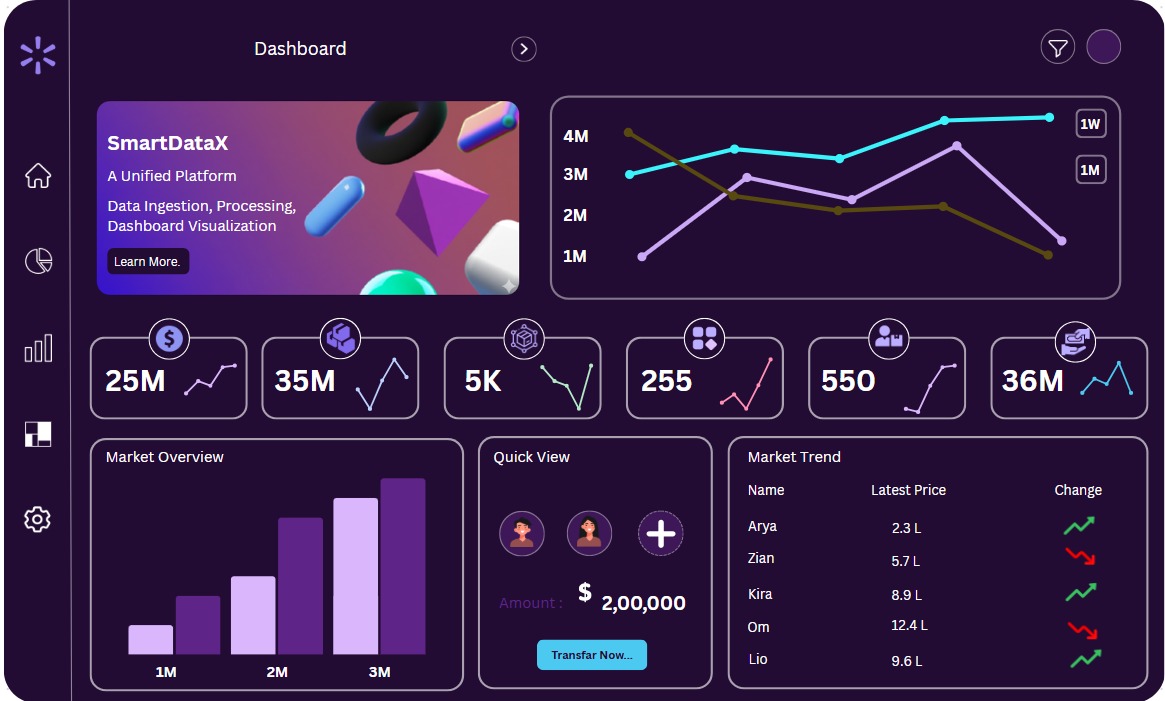 Dashboard
SmartDataX
A Unified Platform
Data Ingestion, Processing,
Dashboard Visualization
Learn More.
4M
3M
2M
1M
1W
1M
$
25M
35M
5K
255
550
36M
Market Overview
1M
2M
3M
Quick View
Amount :
$ 2,00,000
Transfar Now...
Market Trend
Name Latest Price Change
Arya 2.3 L
Zian 5.7 L
Kira 8.9 L
Om 12.4 L
Lio 9.6 L